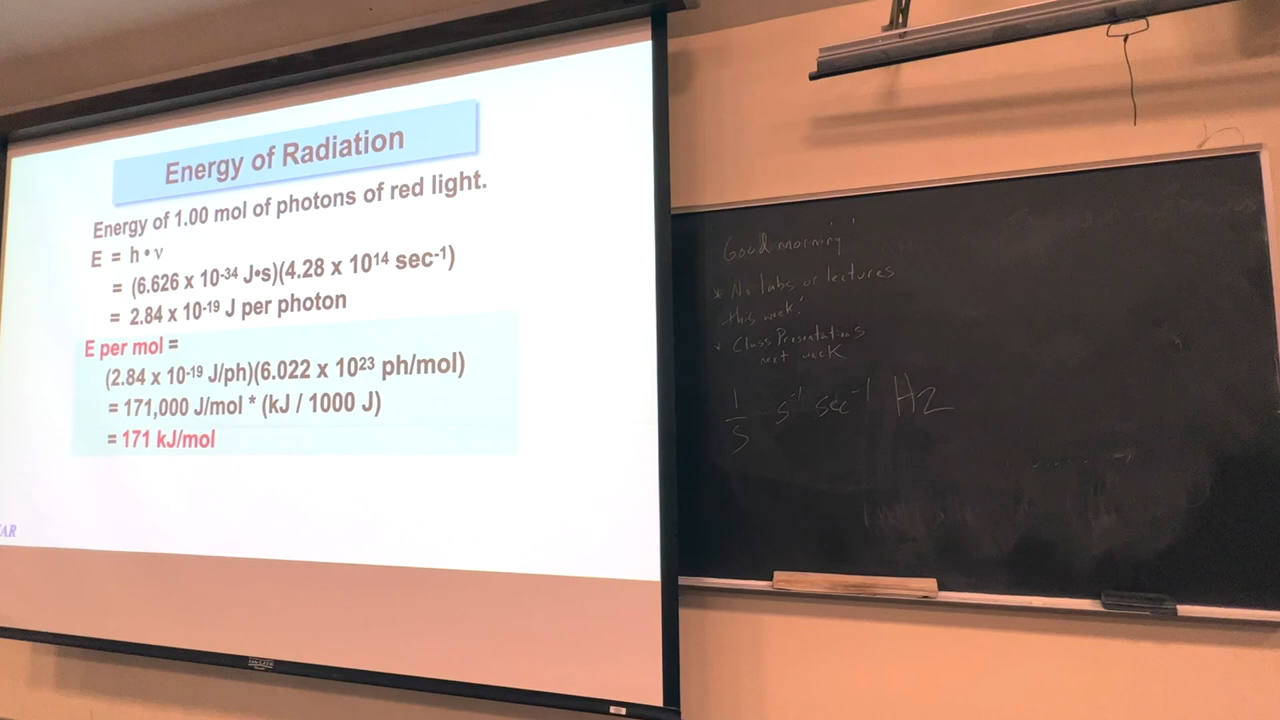 Energy of Radiation
Energy of 1.00 mol of photons of red light.
E = h•ν
= (6.626 x 10⁻³⁴ J•s)(4.28 x 10¹⁴ sec⁻¹)
= 2.84 x 10⁻¹⁹ J per photon
E per mol =
(2.84 x 10⁻¹⁹ J/ph)(6.022 x 10²³ ph/mol)
= 171,000 J/mol * (kJ / 1000 J)
= 171 kJ/mol
AR
Good morning!
* No labs or lectures
this week!
* Class Presentations
next week
1/s s⁻¹ sec⁻¹ Hz